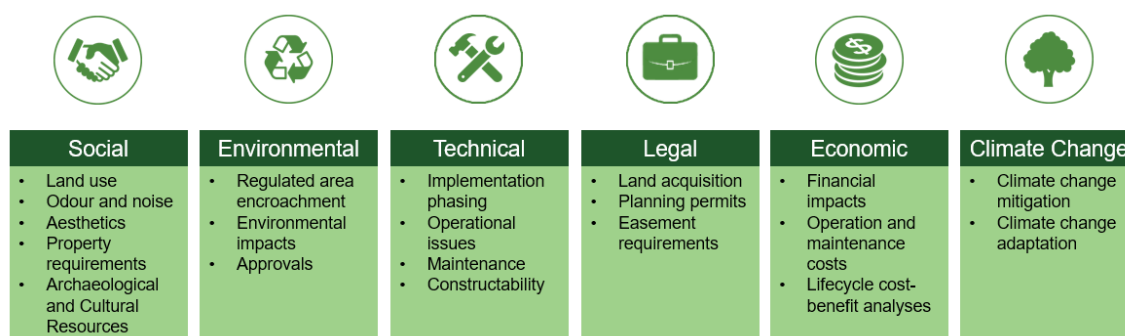 $
Social
• Land use
• Odour and noise
• Aesthetics
• Property
requirements
• Archaeological
and Cultural
Resources
Environmental
• Regulated area
encroachment
• Environmental
impacts
• Approvals
Technical
• Implementation
phasing
• Operational
issues
• Maintenance
• Constructability
Legal
• Land acquisition
• Planning permits
• Easement
requirements
Economic
• Financial
impacts
• Operation and
maintenance
costs
• Lifecycle cost-
benefit analyses
Climate Change
• Climate change
mitigation
• Climate change
adaptation